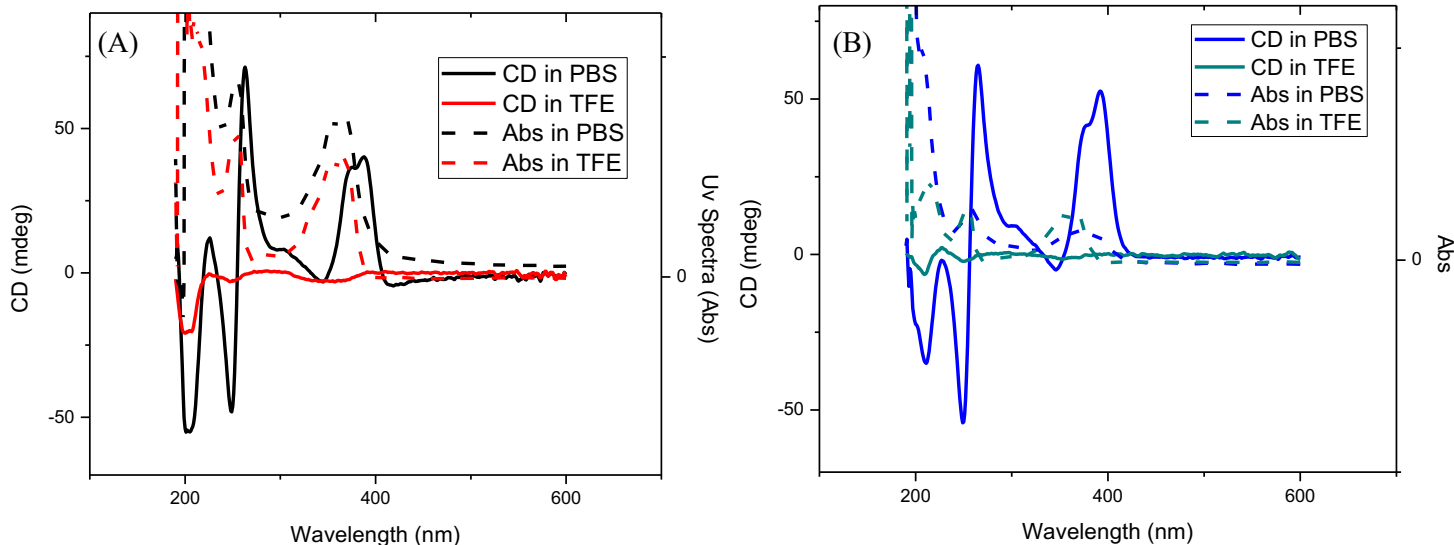 (A)
CD in PBS
CD in TFE
Abs in PBS
Abs in TFE
50
0
-50
CD (mdeg)
0
Uv Spectra (Abs)
200
400
600
Wavelength (nm)
(B)
CD in PBS
CD in TFE
Abs in PBS
Abs in TFE
50
0
-50
CD (mdeg)
0
Abs
200
400
600
Wavelength (nm)